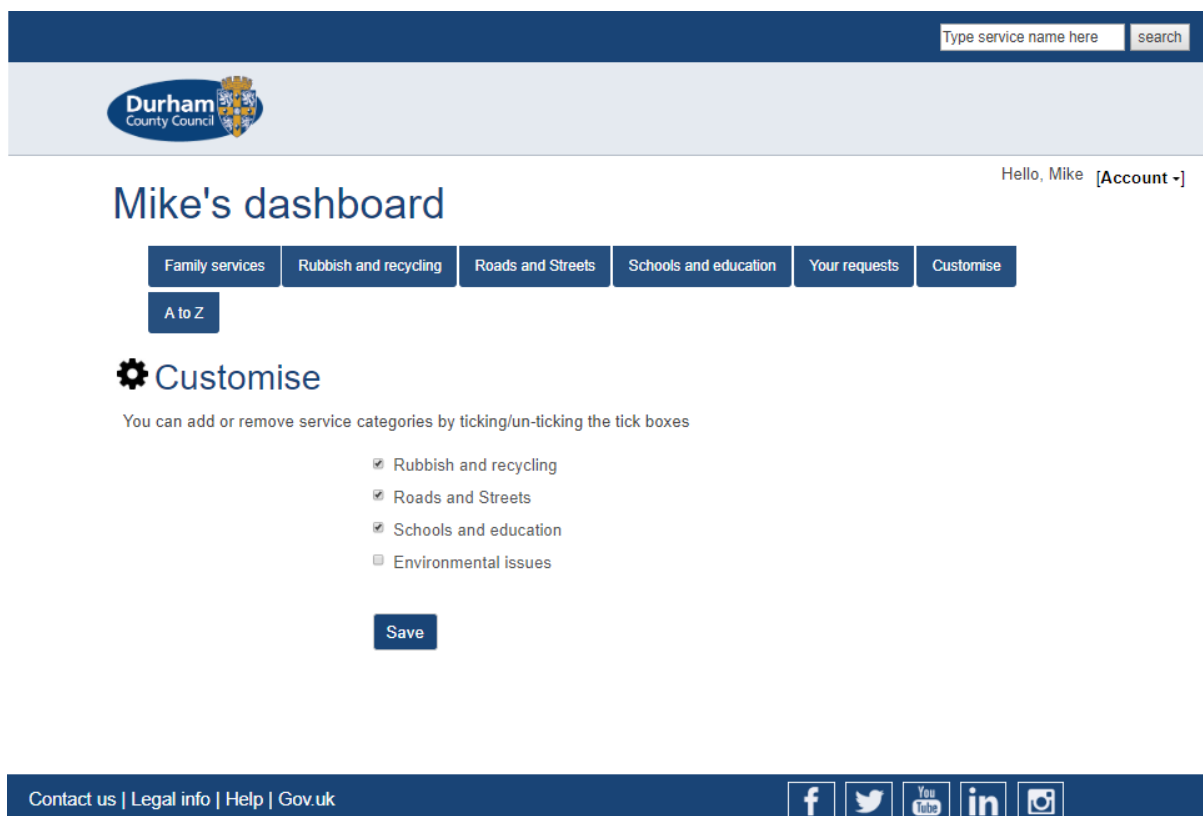 Type service name here search
Durham
County Council
Hello, Mike [Account ▾]
Mike's dashboard
Family services Rubbish and recycling Roads and Streets Schools and education Your requests Customise
A to Z
Customise
You can add or remove service categories by ticking/un-ticking the tick boxes
Rubbish and recycling
Roads and Streets
Schools and education
Environmental issues
Save
Contact us | Legal info | Help | Gov.uk f You Tube in